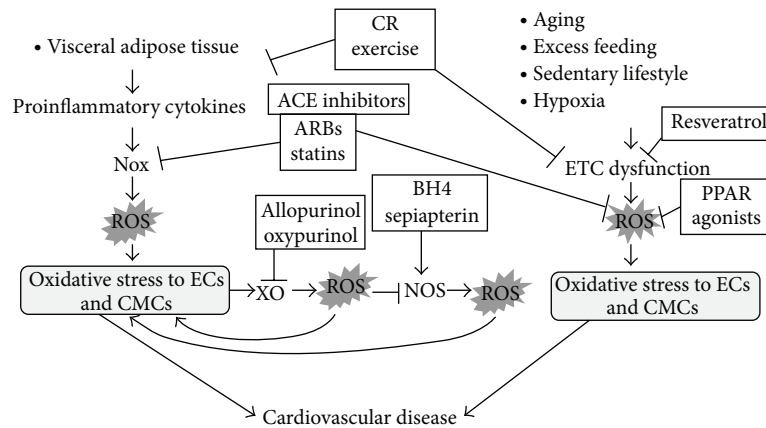 • Visceral adipose tissue
Proinflammatory cytokines
Nox
ROS
Oxidative stress to ECs
and CMCs
CR
exercise
ACE inhibitors
ARBs
statins
Allopurinol
oxypurinol
XO
ROS
BH4
sepiapterin
NOS
ROS
• Aging
• Excess feeding
• Sedentary lifestyle
• Hypoxia
Resveratrol
ETC dysfunction
ROS
PPAR
agonists
Oxidative stress to ECs
and CMCs
Cardiovascular disease